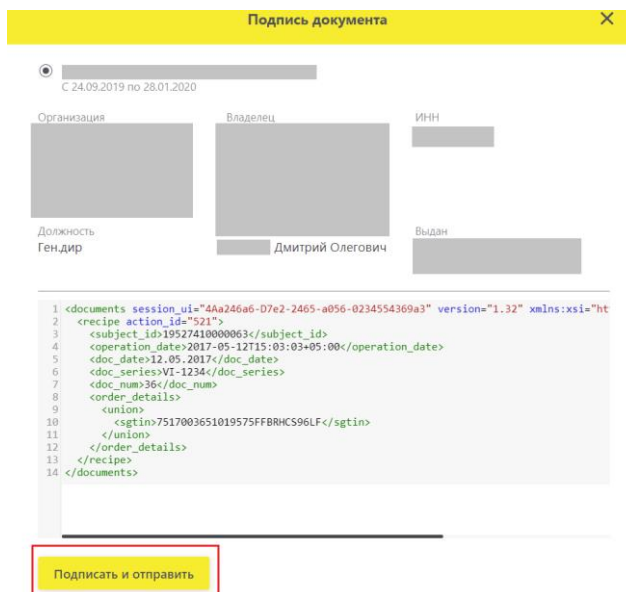 Подпись документа
С 24.09.2019 по 28.01.2020
Организация Владелец ИНН
Должность Выдан
Ген.дир Дмитрий Олегович
1 <documents session_ui="4Aa246a6-D7e2-2465-a056-0234554369a3" version="1.32" xmlns:xsi="ht
2 <recipe action_id="521">
3 <subject_id>19527410000063</subject_id>
4 <operation_date>2017-05-12T15:03:03+05:00</operation_date>
5 <doc_date>12.05.2017</doc_date>
6 <doc_series>VI-1234</doc_series>
7 <doc_num>36</doc_num>
8 <order_details>
9 <union>
10 <sgtin>7517003651019575FFBRHCS96LF</sgtin>
11 </union>
12 </order_details>
13 </recipe>
14 </documents>
Подписать и отправить